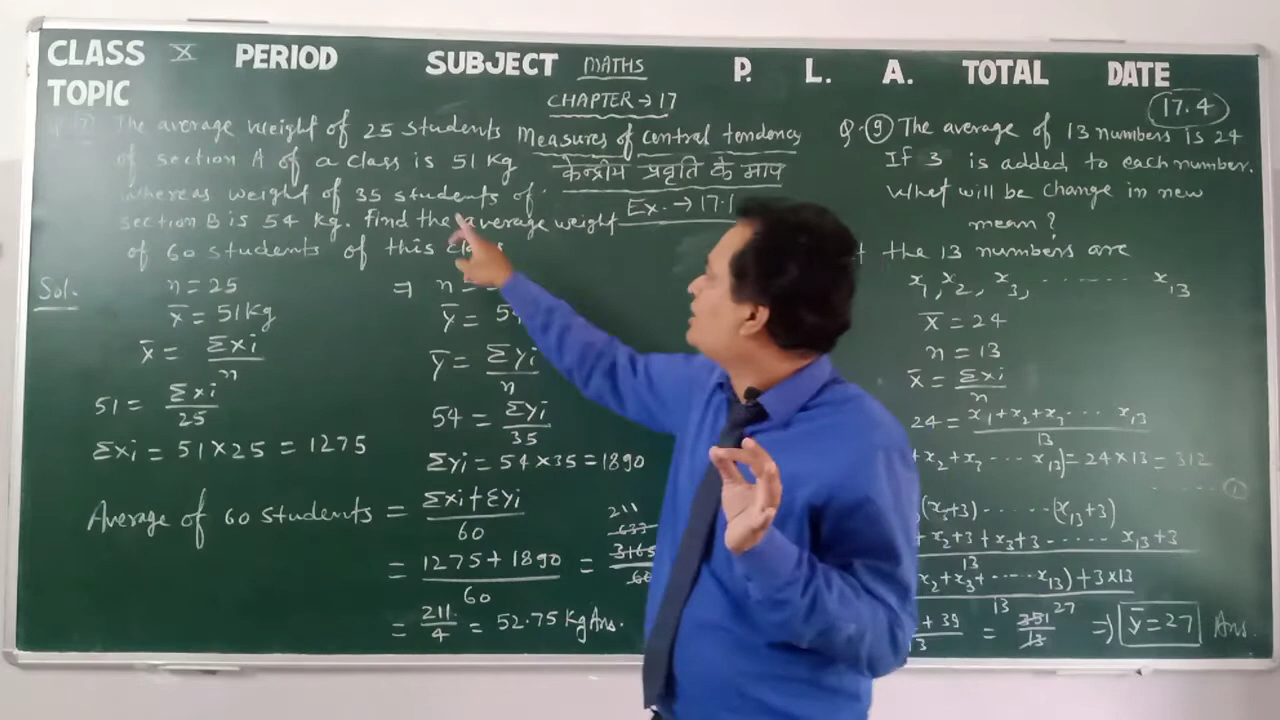 CLASS X PERIOD SUBJECT MATHS P. L. A. TOTAL DATE
TOPIC
CHAPTER → 17
17.4
Measures of central tendency
केन्द्रीय प्रवृति के माप
Ex. → 17.1
The average weight of 25 students
of section A of a class is 51 Kg
whereas weight of 35 students of
section B is 54 kg. Find the average weight
of 60 students of this
Sol.
n = 25
x̄ = 51 Kg
x̄ = Σxi / n
51 = Σxi / 25
Σxi = 51 × 25 = 1275
⇒ n =
ȳ = 54
ȳ = Σyi / n
54 = Σyi / 35
Σyi = 54 × 35 = 1890
Average of 60 students = Σxi + Σyi / 60
= 1275 + 1890 / 60 = 3165
633
211
= 211 / 4 = 52.75 Kg Ans.
Q. 9 The average of 13 numbers is 24
If 3 is added to each number.
What will be change in new
mean?
the 13 numbers are
x1, x2, x3, ....... x13
x̄ = 24
n = 13
x̄ = Σxi / n
24 = x1 + x2 + x3 .... x13 / 13
+ x2 + x3 .... x13) = 24 × 13 = 312
....... 1
(x3+3) ...... (x13+3)
+ x2+3 + x3+3 ....... x13+3
13
x2 + x3 + .... x13) + 3×13
13
+ 39 / 13 = 351 / 13 27 ⇒ ȳ = 27 Ans.